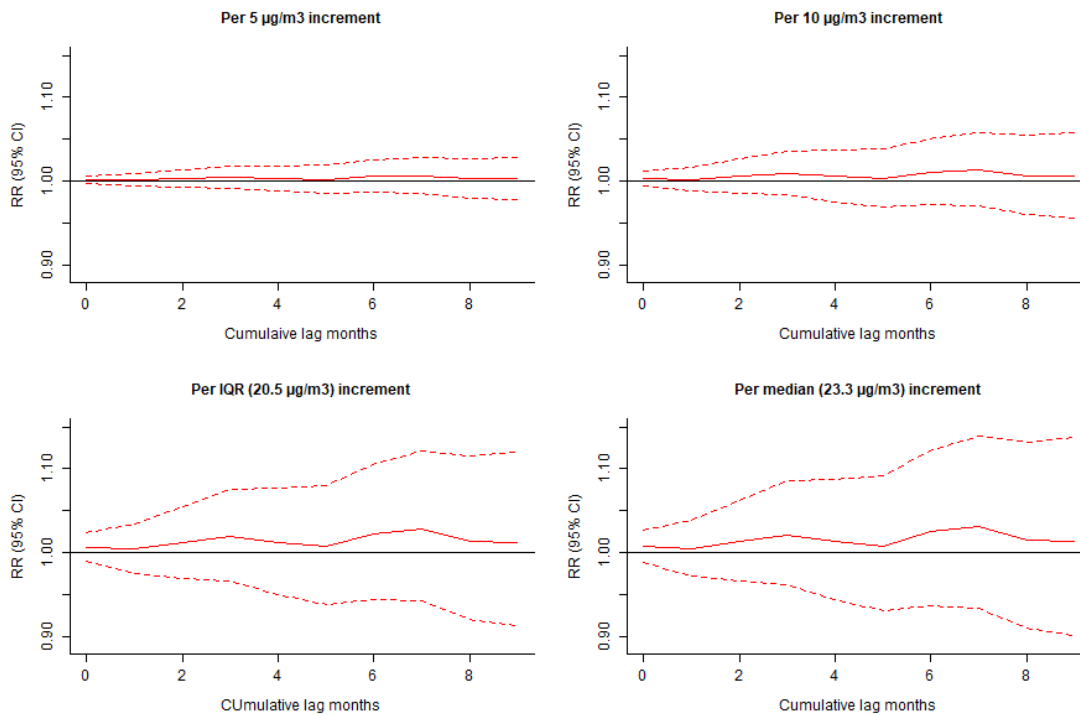 Per 5 µg/m3 increment
RR (95% CI)
1.10
1.00
0.90
0 2 4 6 8
Cumulaive lag months
Per 10 µg/m3 increment
RR (95% CI)
1.10
1.00
0.90
0 2 4 6 8
Cumulative lag months
Per IQR (20.5 µg/m3) increment
RR (95% CI)
1.10
1.00
0.90
0 2 4 6 8
CUmulative lag months
Per median (23.3 µg/m3) increment
RR (95% CI)
1.10
1.00
0.90
0 2 4 6 8
Cumulative lag months